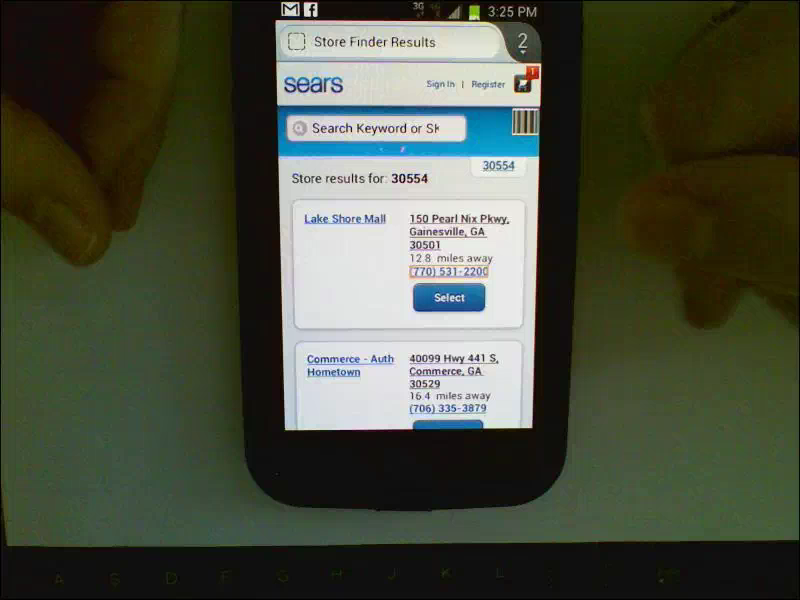 3G 3:25 PM
Store Finder Results 2
sears Sign In | Register 1
Search Keyword or SK
30554
Store results for: 30554
Lake Shore Mall
150 Pearl Nix Pkwy,
Gainesville, GA
30501
12.8 miles away
(770) 531-2200
Select
Commerce - Auth
Hometown
40099 Hwy 441 S,
Commerce, GA
30529
16.4 miles away
(706) 335-3879
A S D F G H J K L